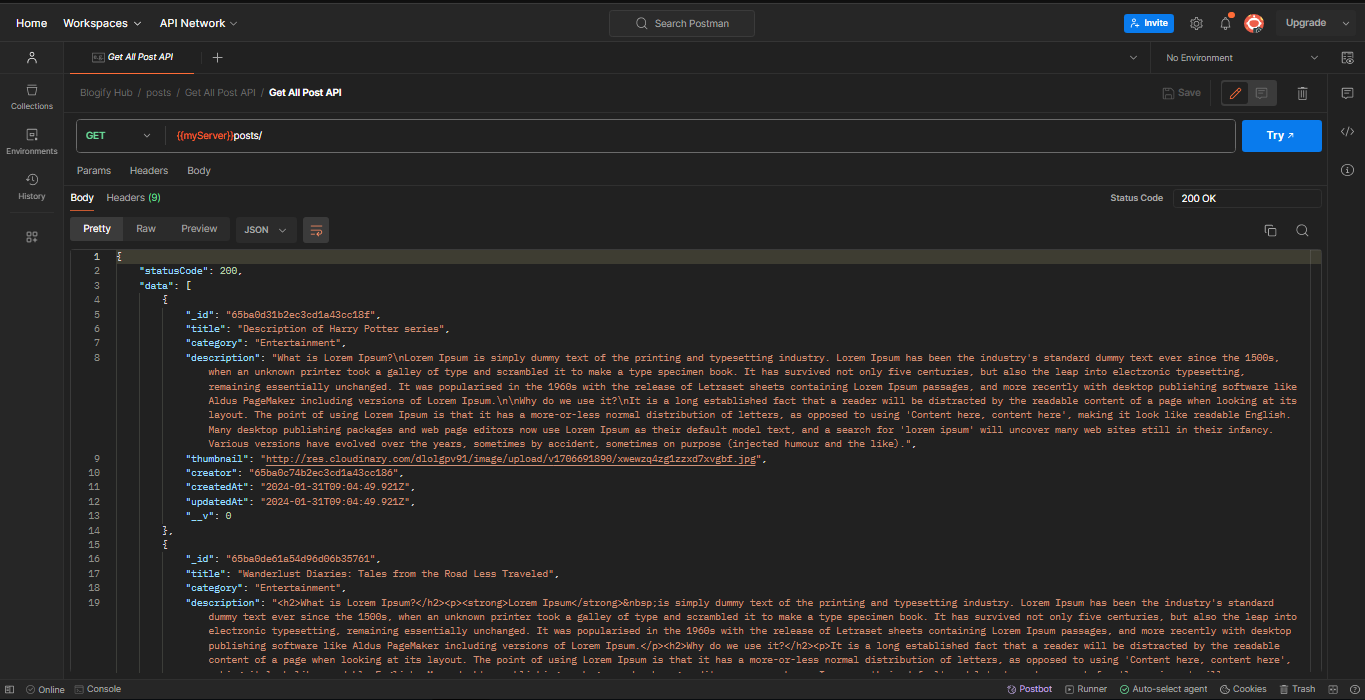 Home Workspaces API Network Search Postman Invite Upgrade
Get All Post API No Environment
Blogify Hub / posts / Get All Post API / Get All Post API Save
Collections
GET {{myServer}}posts/ Try
Environments
Params Headers Body
History
Body Headers (9) Status Code 200 OK
Pretty Raw Preview JSON
1 {
2 "statusCode": 200,
3 "data": [
4 {
5 "_id": "65ba0d31b2ec3cd1a43cc18f",
6 "title": "Description of Harry Potter series",
7 "category": "Entertainment",
8 "description": "What is Lorem Ipsum?\nLorem Ipsum is simply dummy text of the printing and typesetting industry. Lorem Ipsum has been the industry's standard dummy text ever since the 1500s,
when an unknown printer took a galley of type and scrambled it to make a type specimen book. It has survived not only five centuries, but also the leap into electronic typesetting,
remaining essentially unchanged. It was popularised in the 1960s with the release of Letraset sheets containing Lorem Ipsum passages, and more recently with desktop publishing software like
Aldus PageMaker including versions of Lorem Ipsum.\n\nWhy do we use it?\nIt is a long established fact that a reader will be distracted by the readable content of a page when looking at its
layout. The point of using Lorem Ipsum is that it has a more-or-less normal distribution of letters, as opposed to using 'Content here, content here', making it look like readable English.
Many desktop publishing packages and web page editors now use Lorem Ipsum as their default model text, and a search for 'lorem ipsum' will uncover many web sites still in their infancy.
Various versions have evolved over the years, sometimes by accident, sometimes on purpose (injected humour and the like).",
9 "thumbnail": "http://res.cloudinary.com/dlolgpv91/image/upload/v1706691890/xwewzq4zg1zzxd7xvgbf.jpg",
10 "creator": "65ba0c74b2ec3cd1a43cc186",
11 "createdAt": "2024-01-31T09:04:49.921Z",
12 "updatedAt": "2024-01-31T09:04:49.921Z",
13 "__v": 0
14 },
15 {
16 "_id": "65ba0de61a54d96d06b35761",
17 "title": "Wanderlust Diaries: Tales from the Road Less Traveled",
18 "category": "Entertainment",
19 "description": "<h2>What is Lorem Ipsum?</h2><p><strong>Lorem Ipsum</strong>&nbsp;is simply dummy text of the printing and typesetting industry. Lorem Ipsum has been the industry's standard
dummy text ever since the 1500s, when an unknown printer took a galley of type and scrambled it to make a type specimen book. It has survived not only five centuries, but also the leap into
electronic typesetting, remaining essentially unchanged. It was popularised in the 1960s with the release of Letraset sheets containing Lorem Ipsum passages, and more recently with desktop
publishing software like Aldus PageMaker including versions of Lorem Ipsum.</p><h2>Why do we use it?</h2><p>It is a long established fact that a reader will be distracted by the readable
content of a page when looking at its layout. The point of using Lorem Ipsum is that it has a more-or-less normal distribution of letters, as opposed to using 'Content here, content here',
Online Console Postbot Runner Auto-select agent Cookies Trash